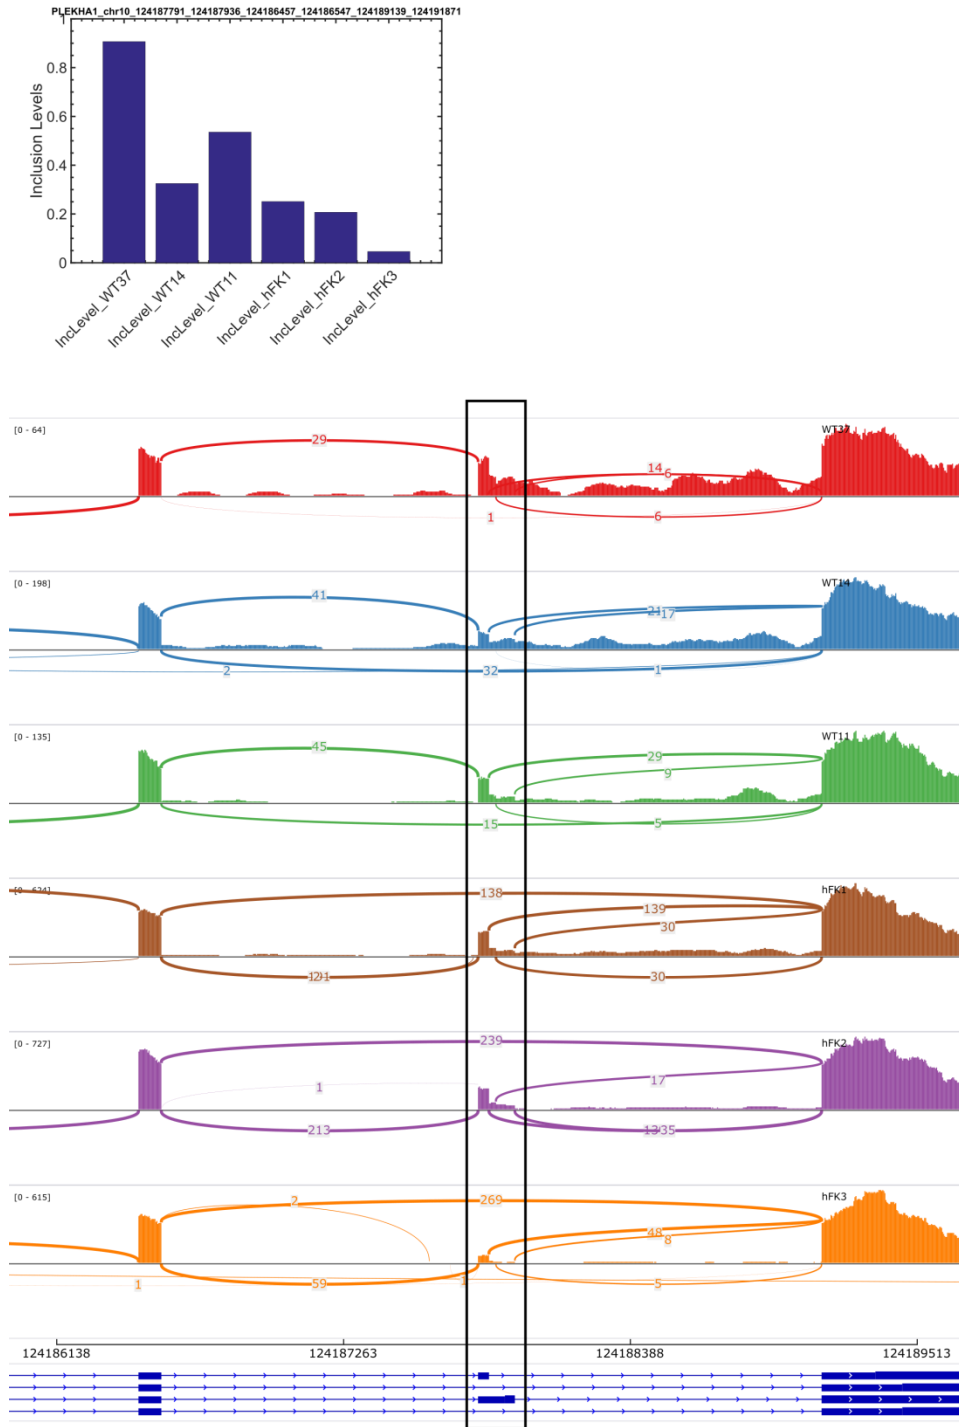 PLEKHA1_chr10_124187791_124187936_124186457_124186547_124189139_124191871
1
0.8
0.6
0.4
0.2
0
Inclusion Levels
IncLevel_WT37
IncLevel_WT14
IncLevel_WT11
IncLevel_hFK1
IncLevel_hFK2
IncLevel_hFK3
[0 - 64]
WT37
29
14
6
1
6
[0 - 198]
WT14
41
17
2
32
1
[0 - 135]
WT11
45
29
9
15
5
hFK1
138
139
30
30
[0 - 727]
hFK2
239
1
17
213
[0 - 615]
hFK3
2
269
48
8
1
59
1
5
124186138
124187263
124188388
124189513